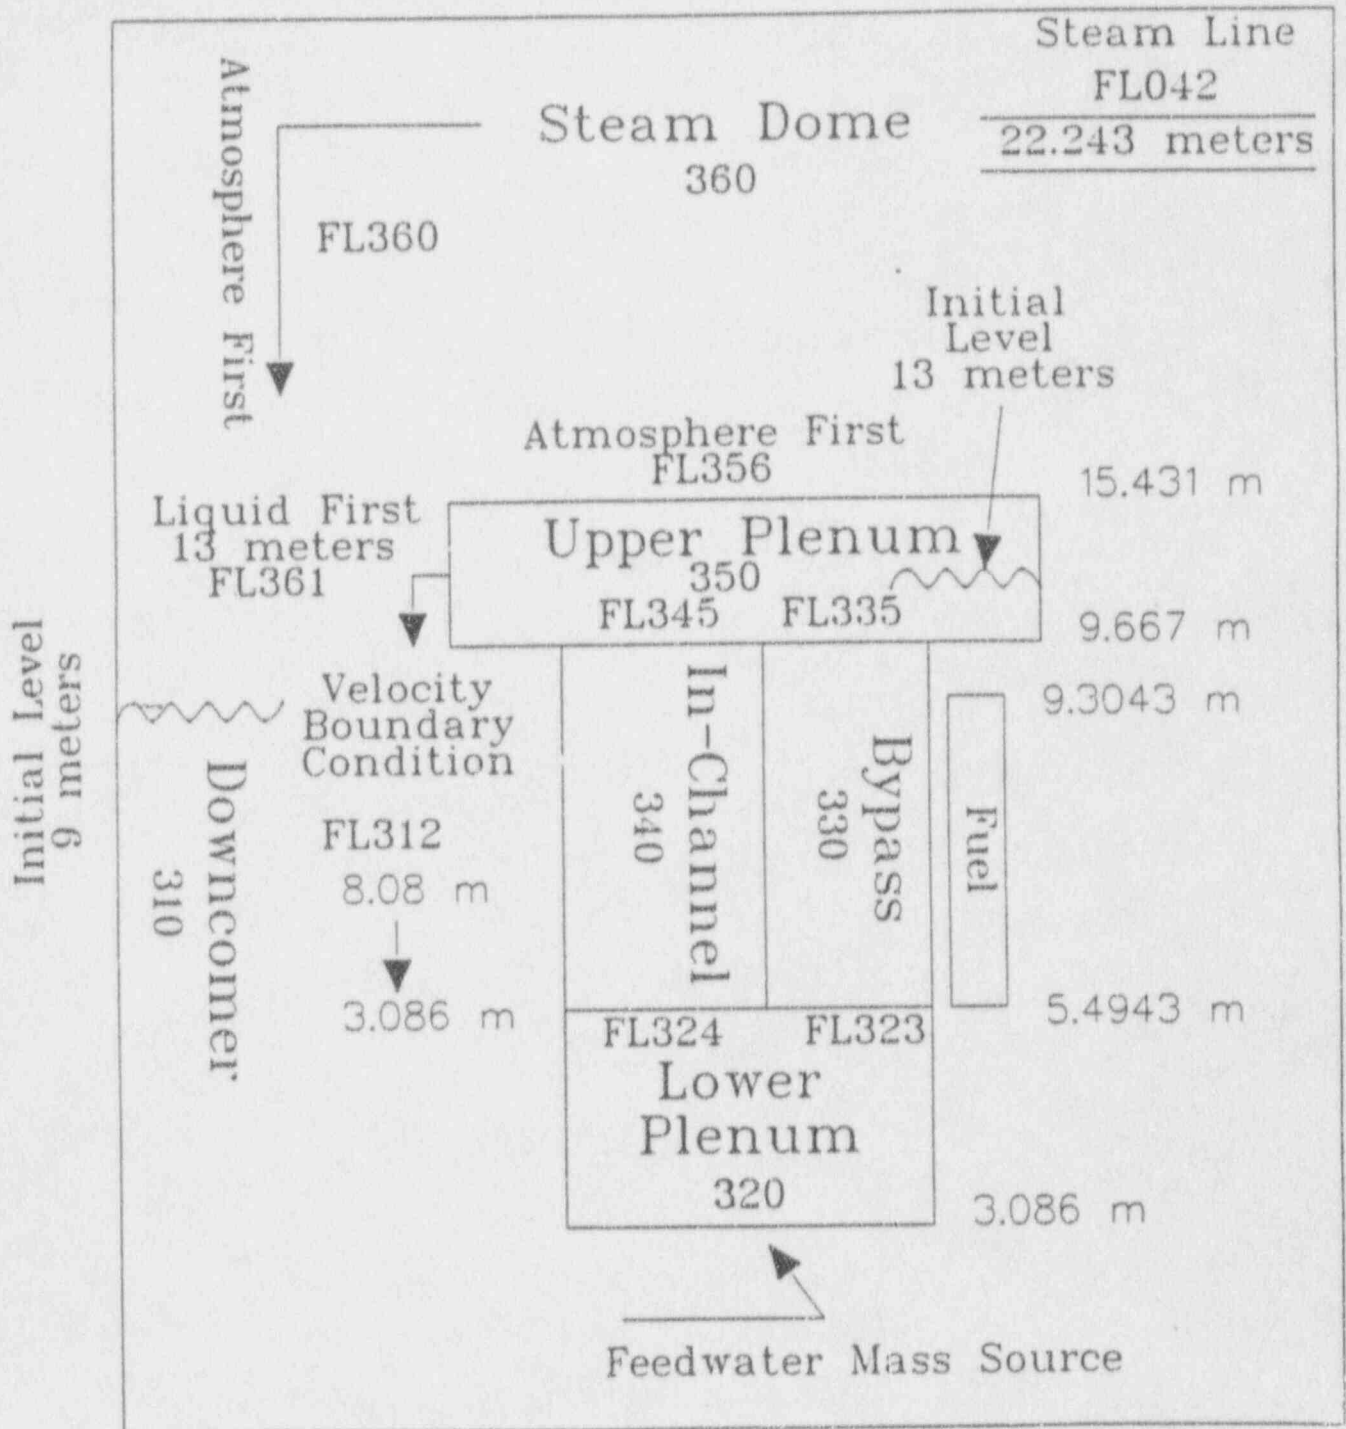 Steam Line
FL042
22.243 meters
Steam Dome
360
Atmosphere First
FL360
Initial
Level
13 meters
Atmosphere First
FL356
15.431 m
Liquid First
13 meters
FL361
Upper Plenum
350
FL345 FL335
9.667 m
Initial Level
9 meters
Velocity
Boundary
Condition
FL312
8.08 m
3.086 m
Downcomer
310
In-Channel
340
Bypass
330
Fuel
9.3043 m
5.4943 m
FL324 FL323
Lower
Plenum
320
3.086 m
Feedwater Mass Source